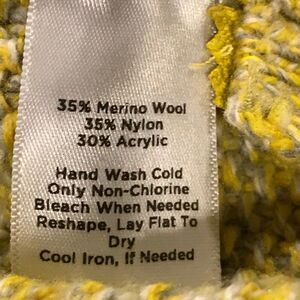 35% Merino Wool
35% Nylon
30% Acrylic
Hand Wash Cold
Only Non-Chlorine
Bleach When Needed
Reshape, Lay Flat To
Dry
Cool Iron, If Needed